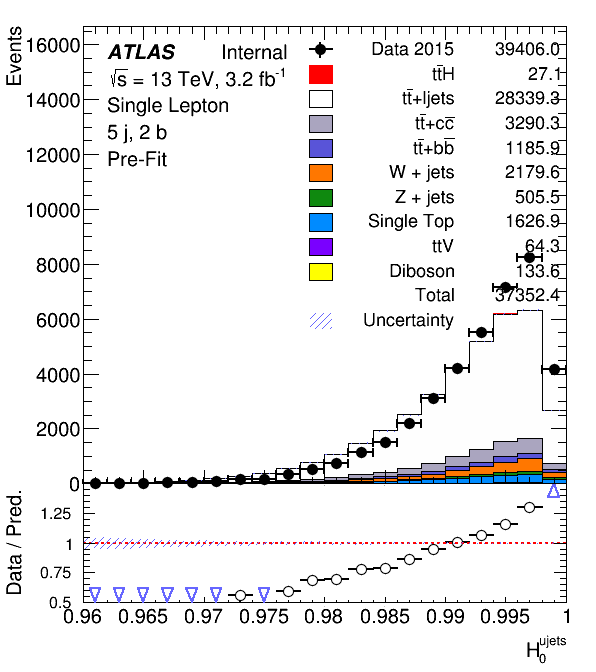 Events
16000
14000
12000
10000
8000
6000
4000
2000
0
ATLAS Internal
√s = 13 TeV, 3.2 fb⁻¹
Single Lepton
5 j, 2 b
Pre-Fit
Data 2015 39406.0
tt̄H 27.1
tt̄+ljets 28339.3
tt̄+cc̄ 3290.3
tt̄+bb̄ 1185.9
W + jets 2179.6
Z + jets 505.5
Single Top 1626.9
ttV 64.3
Diboson 133.6
Total 37352.4
Uncertainty
Data / Pred.
1.25
1
0.75
0.5
0.96 0.965 0.97 0.975 0.98 0.985 0.99 0.995 1
H₀ᵘʲᵉᵗˢ